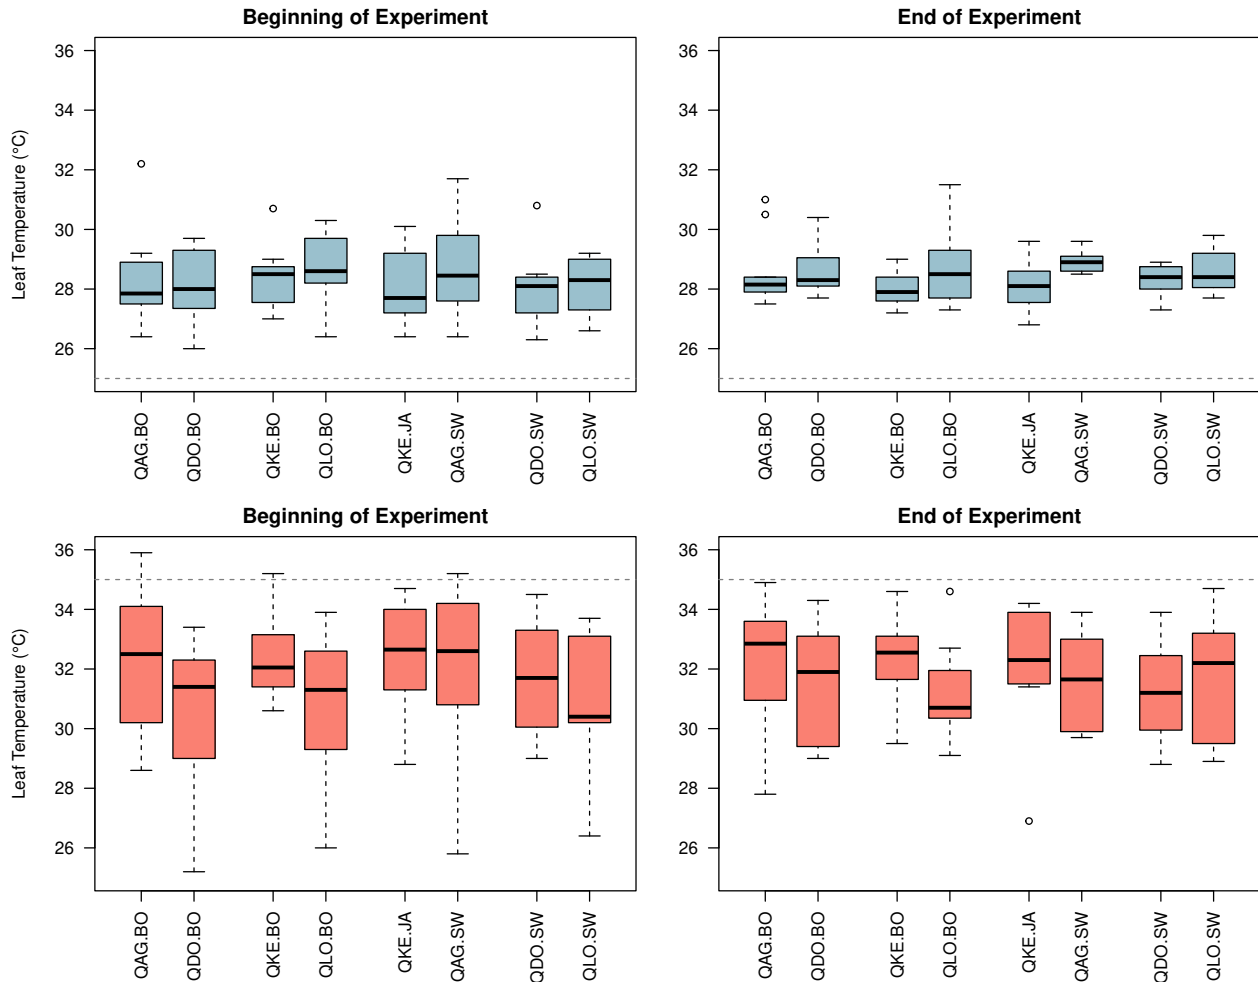 Beginning of Experiment
Leaf Temperature (°C)
36
34
32
30
28
26
QAG.BO
QDO.BO
QKE.BO
QLO.BO
QKE.JA
QAG.SW
QDO.SW
QLO.SW
End of Experiment
36
34
32
30
28
26
QAG.BO
QDO.BO
QKE.BO
QLO.BO
QKE.JA
QAG.SW
QDO.SW
QLO.SW
Beginning of Experiment
Leaf Temperature (°C)
36
34
32
30
28
26
QAG.BO
QDO.BO
QKE.BO
QLO.BO
QKE.JA
QAG.SW
QDO.SW
QLO.SW
End of Experiment
36
34
32
30
28
26
QAG.BO
QDO.BO
QKE.BO
QLO.BO
QKE.JA
QAG.SW
QDO.SW
QLO.SW